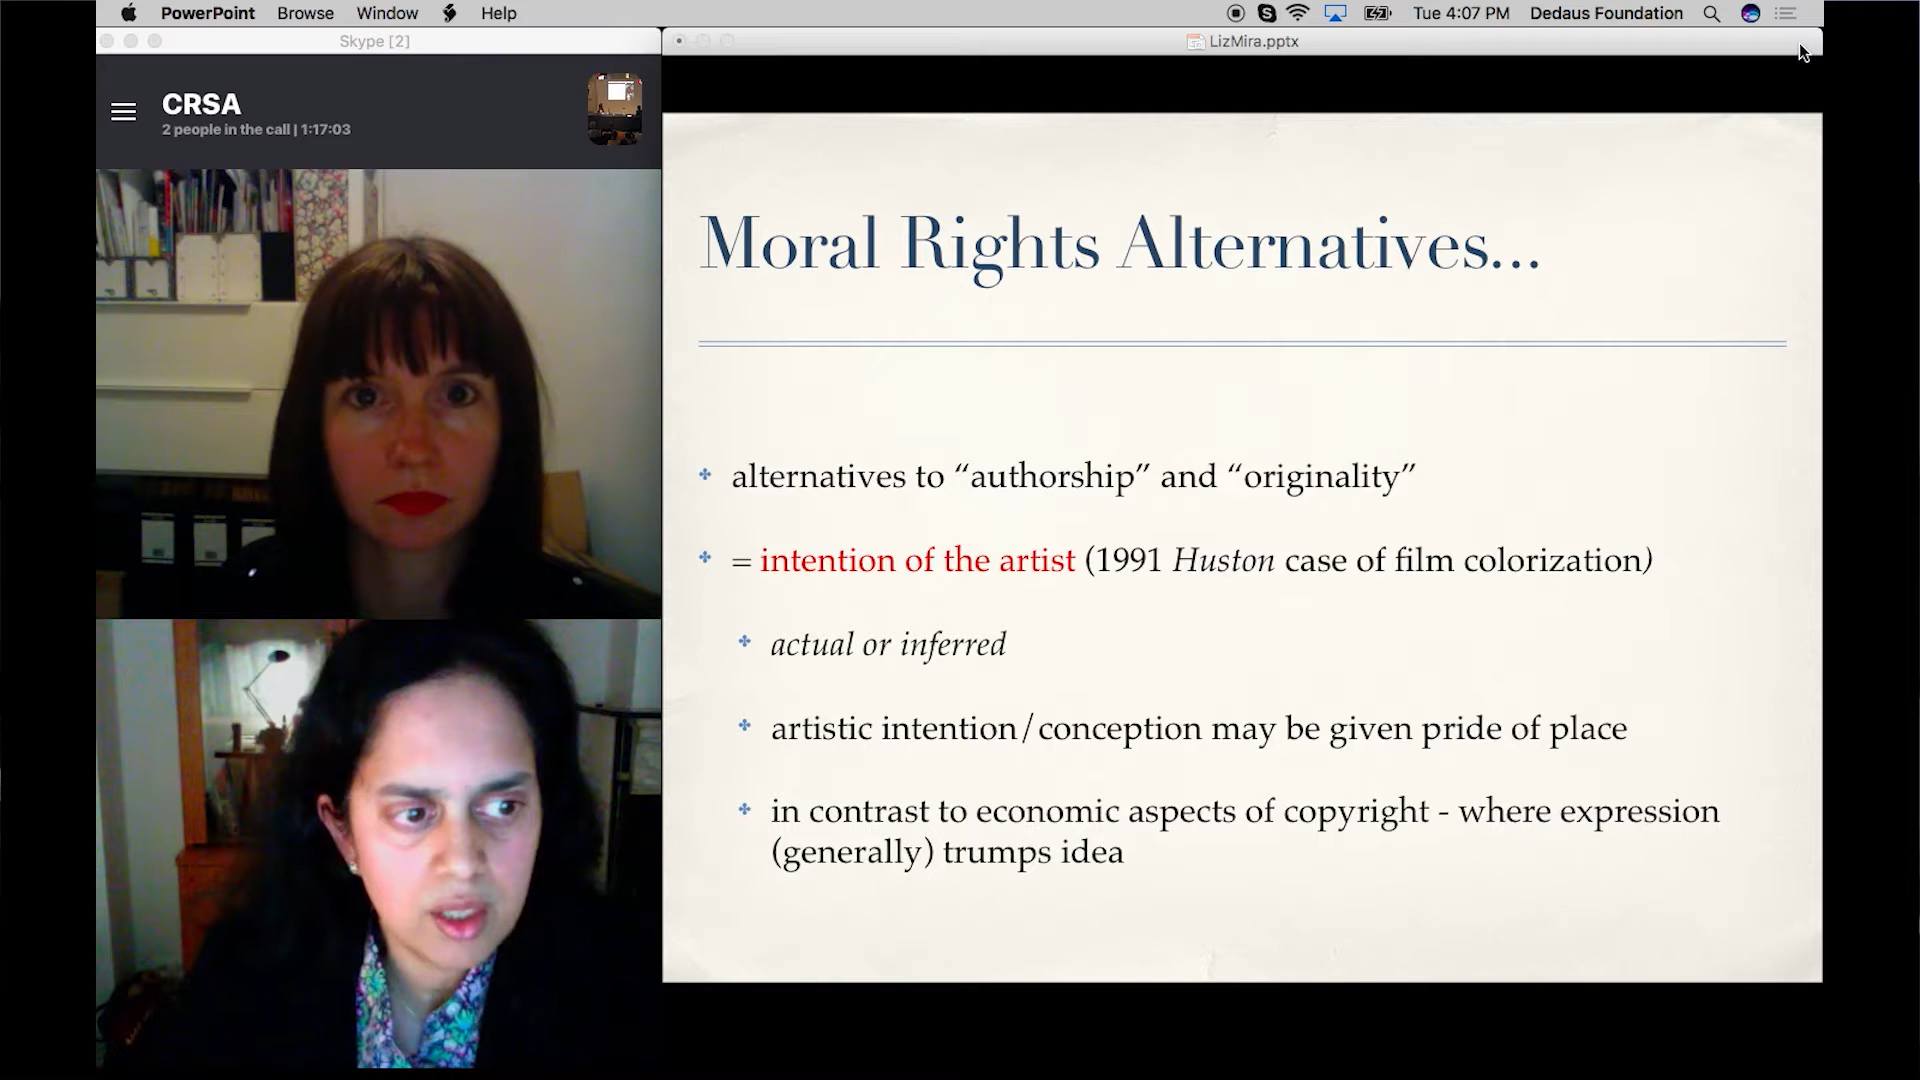 PowerPoint Browse Window Help
Tue 4:07 PM Dedaus Foundation
Skype [2]
LizMira.pptx
CRSA
2 people in the call | 1:17:03
Moral Rights Alternatives...
alternatives to “authorship” and “originality”
= intention of the artist (1991 Huston case of film colorization)
actual or inferred
artistic intention/conception may be given pride of place
in contrast to economic aspects of copyright - where expression
(generally) trumps idea